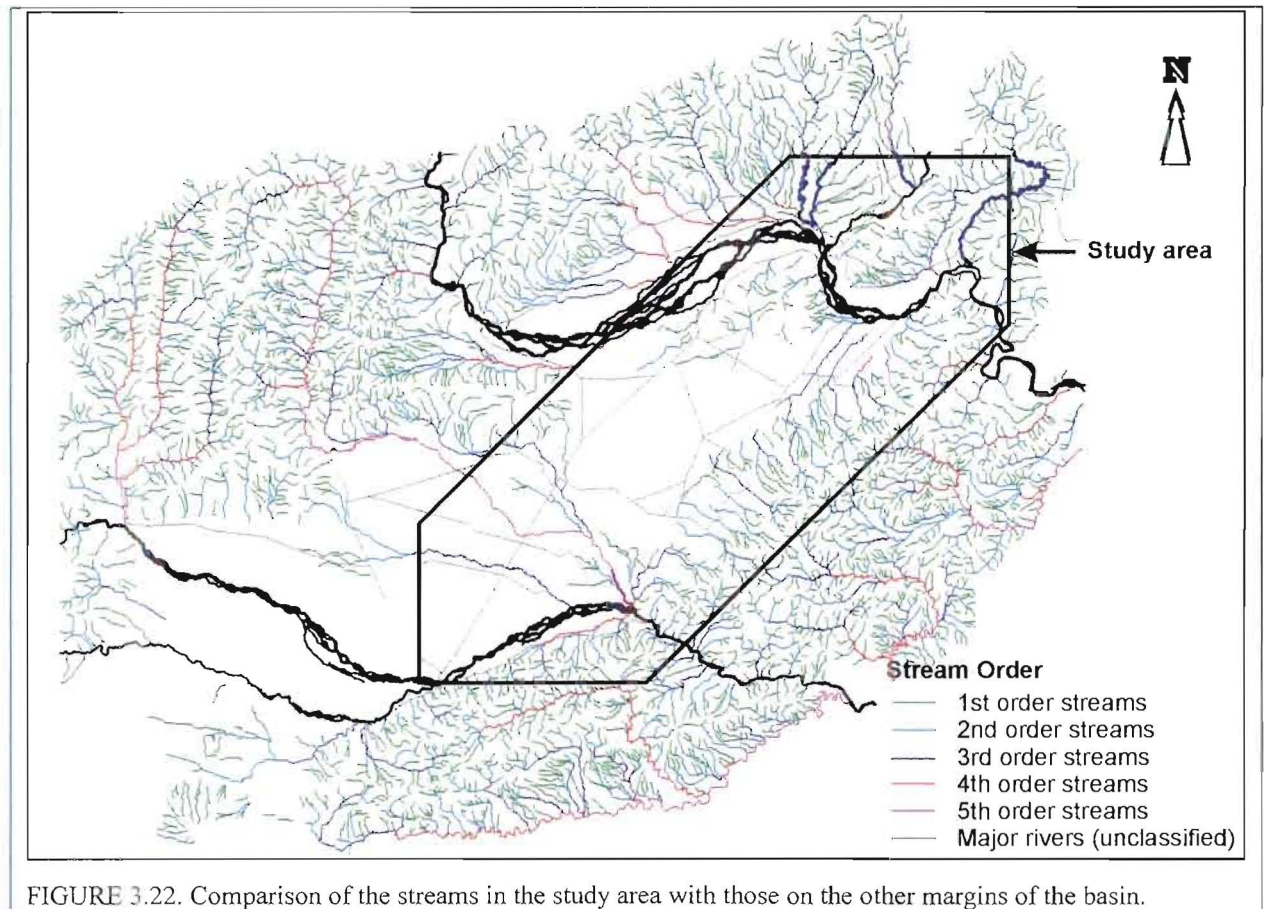 N
Study area
Stream Order
1st order streams
2nd order streams
3rd order streams
4th order streams
5th order streams
Major rivers (unclassified)
FIGURE 3.22. Comparison of the streams in the study area with those on the other margins of the basin.